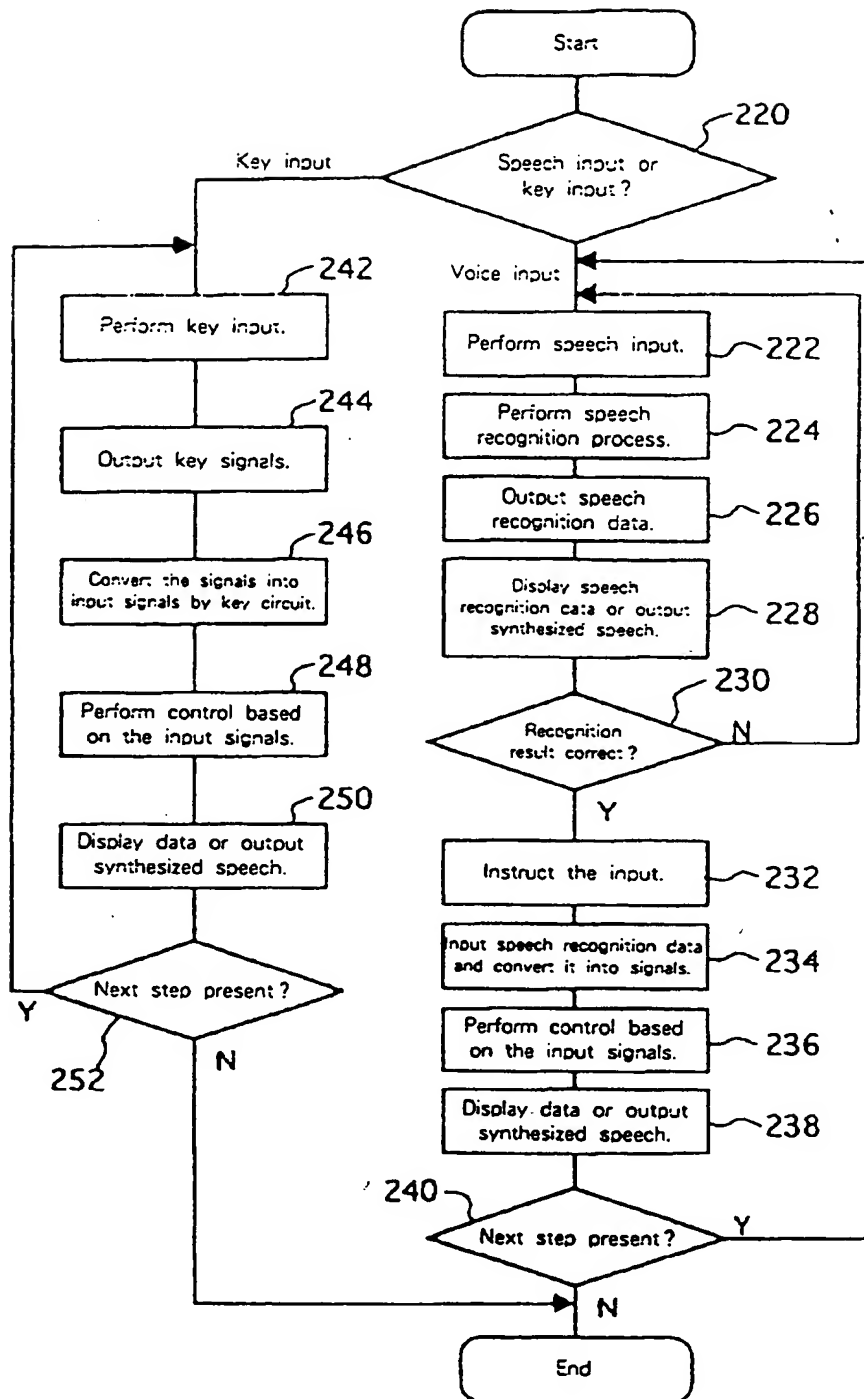 Start
220
Key input
Speech input or
key input?
Voice input
242
Perform key input.
Perform speech input.
222
244
Perform speech
recognition process.
224
Output key signals.
Output speech
recognition data.
226
246
Convert the signals into
input signals by key circuit.
Display speech
recognition data or output
synthesized speech.
228
248
Perform control based
on the input signals.
230
Recognition
result correct?
N
250
Display data or output
synthesized speech.
Y
Instruct the input.
232
Input speech recognition data
and convert it into signals.
234
Next step present?
Y
N
252
Perform control based
on the input signals.
236
Display data or output
synthesized speech.
238
240
Next step present?
Y
N
End